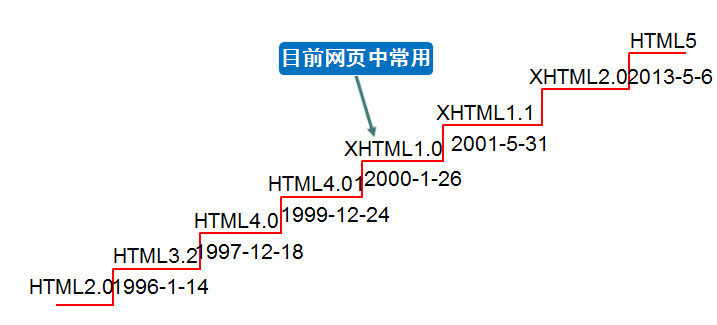 HTML5
目前网页中常用
XHTML2.0
2013-5-6
XHTML1.1
XHTML1.0
2001-5-31
HTML4.01
2000-1-26
HTML4.0
1999-12-24
HTML3.2
1997-12-18
HTML2.0
1996-1-14